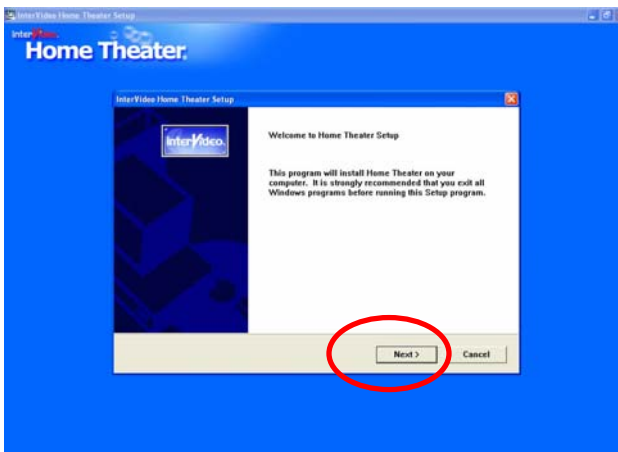 InterVideo Home Theater Setup
InterVideo.
Home Theater.
InterVideo Home Theater Setup
InterVideo.
Welcome to Home Theater Setup
This program will install Home Theater on your
computer. It is strongly recommended that you exit all
Windows programs before running this Setup program.
Next >
Cancel